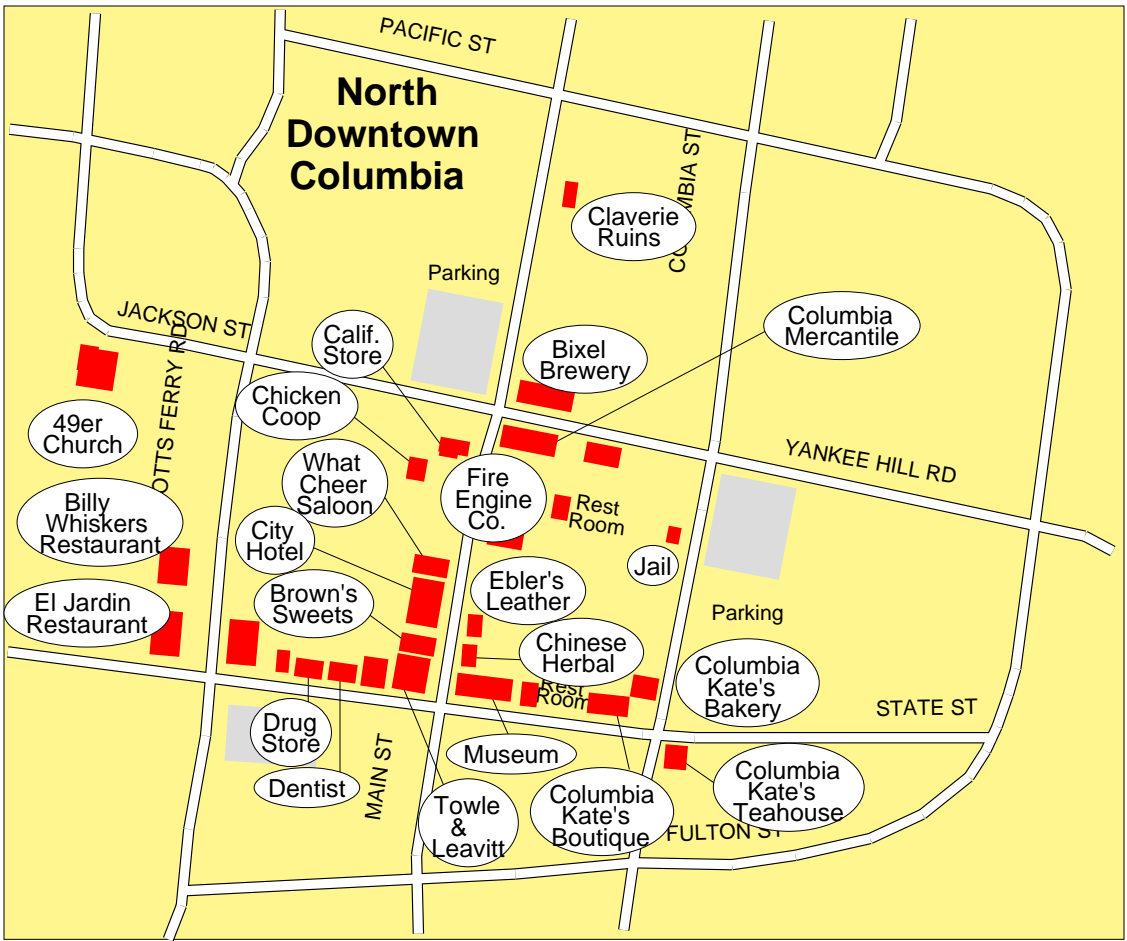 PACIFIC ST
North
Downtown
Columbia
Claverie
Ruins
Parking
JACKSON ST
Calif.
Store
Bixel
Brewery
Columbia
Mercantile
Chicken
Coop
49er
Church
OTTS FERRY RD
What
Cheer
Saloon
Fire
Engine
Co.
YANKEE HILL RD
Billy
Whiskers
Restaurant
Rest
Room
City
Hotel
Jail
Ebler's
Leather
El Jardin
Restaurant
Brown's
Sweets
Parking
Chinese
Herbal
Columbia
Kate's
Bakery
Rest
Room
STATE ST
Drug
Store
Museum
Dentist
MAIN ST
Towle
&
Leavitt
Columbia
Kate's
Boutique
Columbia
Kate's
Teahouse
FULTON ST